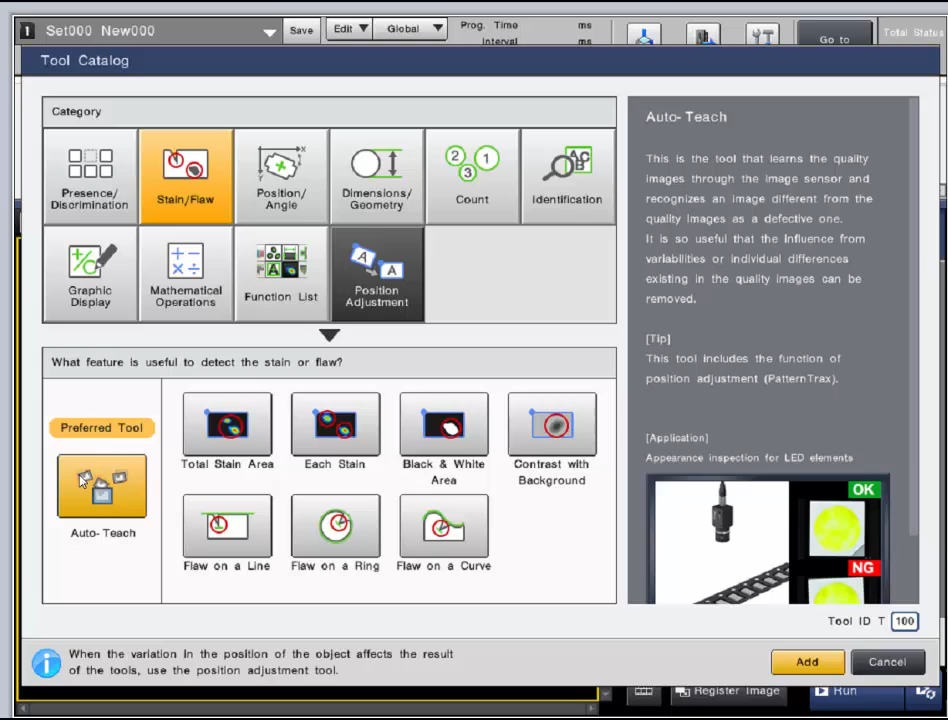 1 Set000 New000
Save
Edit
Global
Prog. Time ms
Interval ms
Go to
Total Status
Tool Catalog
Category
Presence/
Discrimination
Stain/Flaw
Position/
Angle
Dimensions/
Geometry
Count
Identification
Graphic
Display
Mathematical
Operations
Function List
Position
Adjustment
What feature is useful to detect the stain or flaw?
Preferred Tool
Auto-Teach
Total Stain Area
Each Stain
Black & White
Area
Contrast with
Background
Flaw on a Line
Flaw on a Ring
Flaw on a Curve
Auto-Teach
This is the tool that learns the quality
images through the image sensor and
recognizes an image different from the
quality images as a defective one.
It is so useful that the influence from
variabilities or individual differences
existing in the quality images can be
removed.
[Tip]
This tool includes the function of
position adjustment (PatternTrax).
[Application]
Appearance inspection for LED elements
OK
NG
Tool ID T 100
When the variation in the position of the object affects the result
of the tools, use the position adjustment tool.
Add
Cancel
Register Image
Run